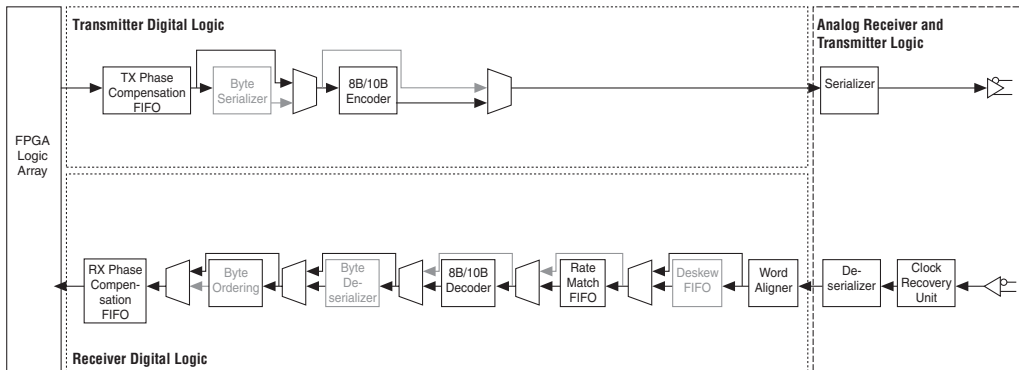 Transmitter Digital Logic
Analog Receiver and
Transmitter Logic
FPGA
Logic
Array
TX Phase
Compensation
FIFO
Byte
Serializer
8B/10B
Encoder
Serializer
RX Phase
Compen-
sation
FIFO
Byte
Ordering
Byte
De-
serializer
8B/10B
Decoder
Rate
Match
FIFO
Deskew
FIFO
Word
Aligner
De-
serializer
Clock
Recovery
Unit
Receiver Digital Logic